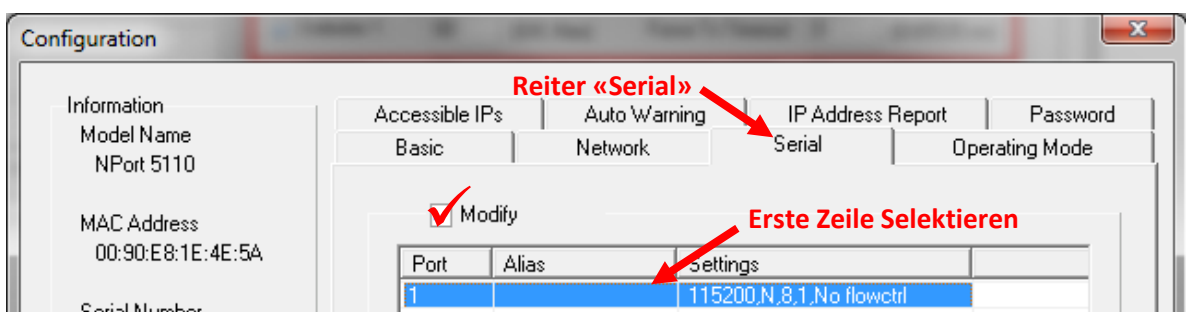 Configuration
Reiter «Serial»
Information
Model Name
NPort 5110
MAC Address
00:90:E8:1E:4E:5A
Serial Number
Accessible IPs
Auto Warning
IP Address Report
Password
Basic
Network
Serial
Operating Mode
Modify
Erste Zeile Selektieren
Port Alias Settings
1 115200,N,8,1,No flowctrl